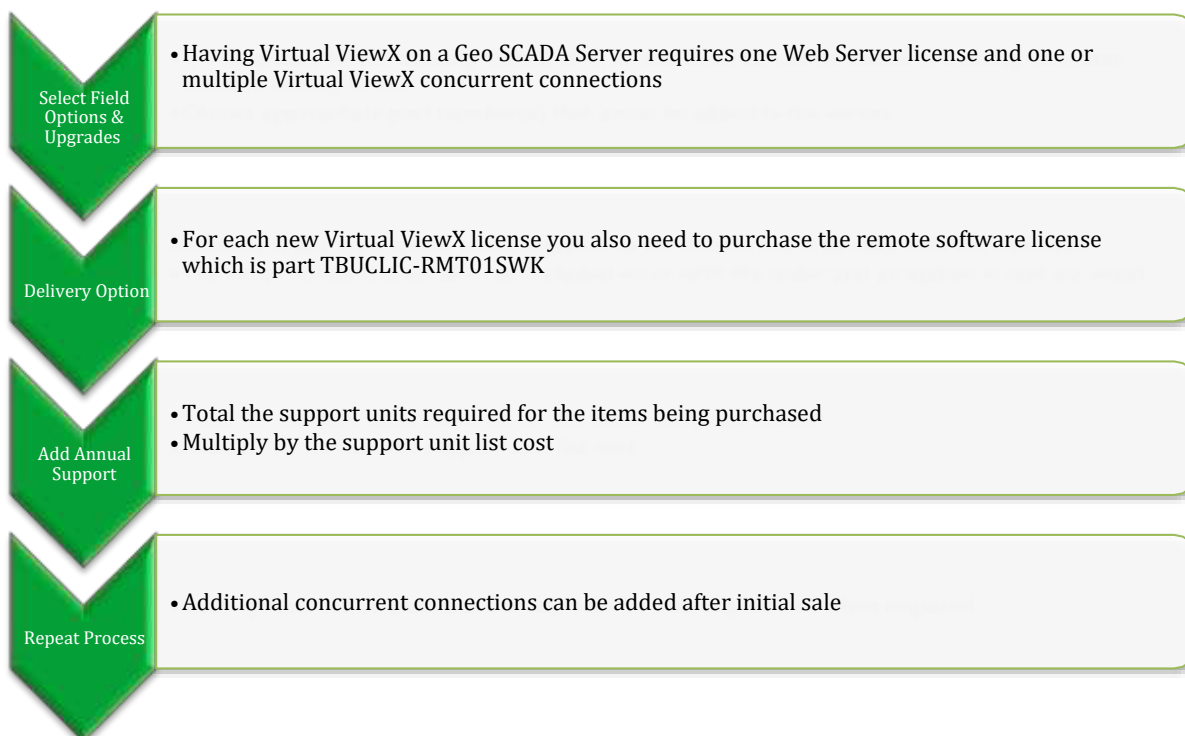 Select Field
Options &
Upgrades
•Having Virtual ViewX on a Geo SCADA Server requires one Web Server license and one or
multiple Virtual ViewX concurrent connections
Delivery Option
•For each new Virtual ViewX license you also need to purchase the remote software license
which is part TBUCLIC-RMT01SWK
Add Annual
Support
•Total the support units required for the items being purchased
•Multiply by the support unit list cost
Repeat Process
•Additional concurrent connections can be added after initial sale